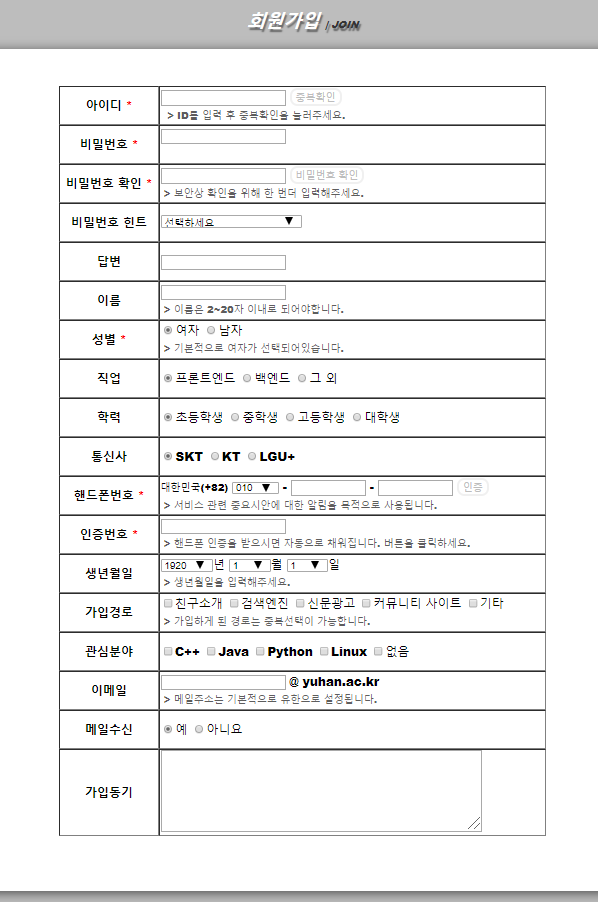 회원가입 | JOIN
아이디 * 중복확인
> ID를 입력 후 중복확인을 눌러주세요.
비밀번호 *
비밀번호 확인 * 비밀번호 확인
> 보안상 확인을 위해 한 번더 입력해주세요.
비밀번호 힌트 선택하세요
답변
이름
> 이름은 2~20자 이내로 되어야합니다.
성별 * 여자 남자
> 기본적으로 여자가 선택되어있습니다.
직업 프론트엔드 백엔드 그 외
학력 초등학생 중학생 고등학생 대학생
통신사 SKT KT LGU+
핸드폰번호 * 대한민국(+82) 010 - - 인증
> 서비스 관련 중요시안에 대한 알림을 목적으로 사용됩니다.
인증번호 *
> 핸드폰 인증을 받으시면 자동으로 채워집니다. 버튼을 클릭하세요.
생년월일 1920 년 1 월 1 일
> 생년월일을 입력해주세요.
가입경로 친구소개 검색엔진 신문광고 커뮤니티 사이트 기타
> 가입하게 된 경로는 중복선택이 가능합니다.
관심분야 C++ Java Python Linux 없음
이메일 @ yuhan.ac.kr
> 메일주소는 기본적으로 유한으로 설정됩니다.
메일수신 예 아니요
가입동기